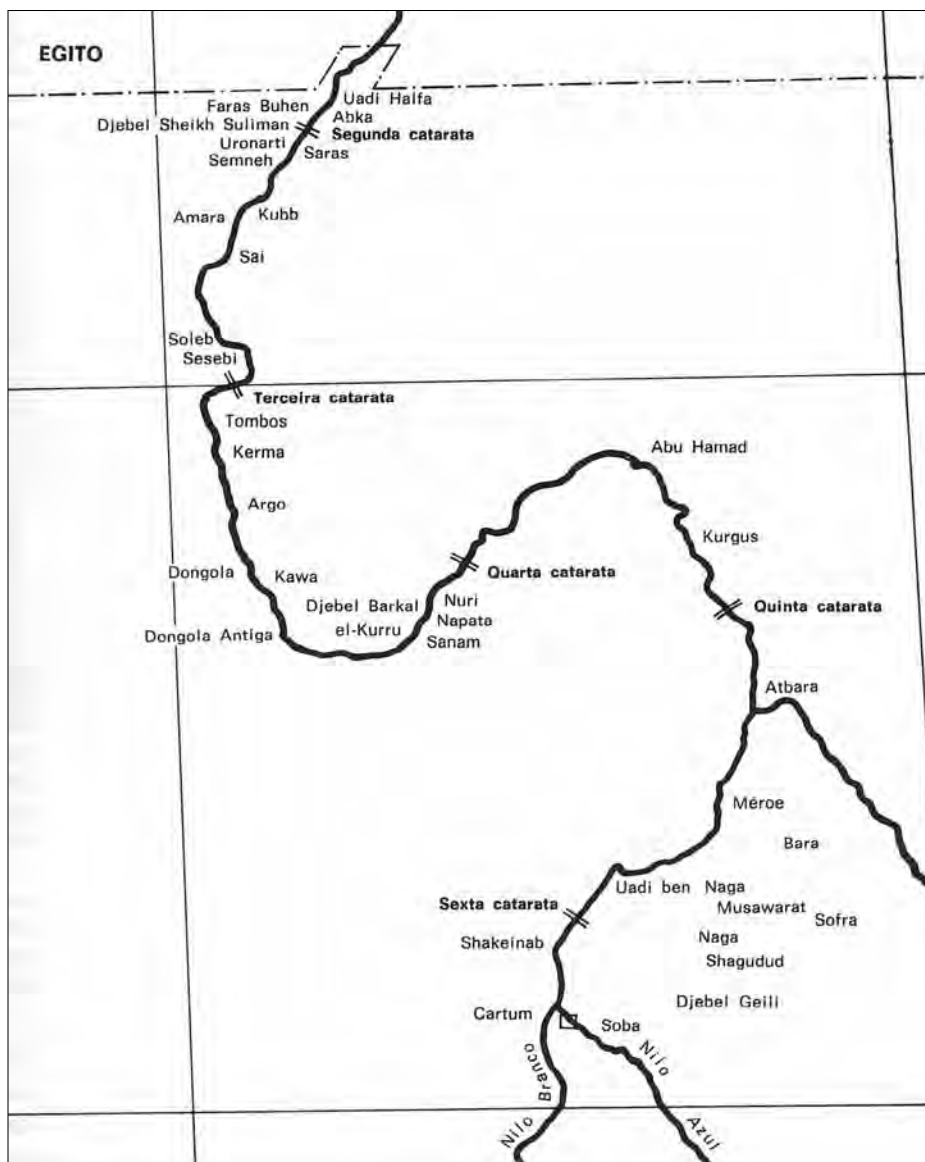 EGITO
Faras Buhen
Uadi Halfa
Abka
Djebel Sheikh Suliman
Segunda catarata
Uronarti
Saras
Semneh
Amara
Kubb
Sai
Soleb
Sesebi
Terceira catarata
Tombos
Kerma
Abu Hamad
Argo
Kurgus
Dongola
Kawa
Quarta catarata
Djebel Barkal
Nuri
Quinta catarata
el-Kurru
Napata
Dongola Antiga
Sanam
Atbara
Méroe
Bara
Uadi ben Naga
Sexta catarata
Musawarat
Sofra
Shakeinab
Naga
Shagudud
Djebel Geili
Cartum
Soba
Nilo Branco
Nilo Azul